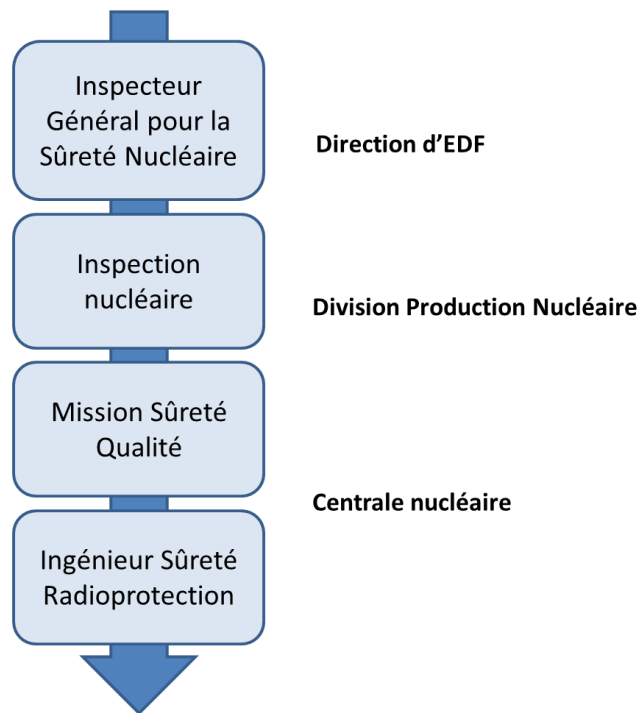 Inspecteur
Général pour la
Sûreté Nucléaire
Direction d’EDF
Inspection
nucléaire
Division Production Nucléaire
Mission Sûreté
Qualité
Centrale nucléaire
Ingénieur Sûreté
Radioprotection